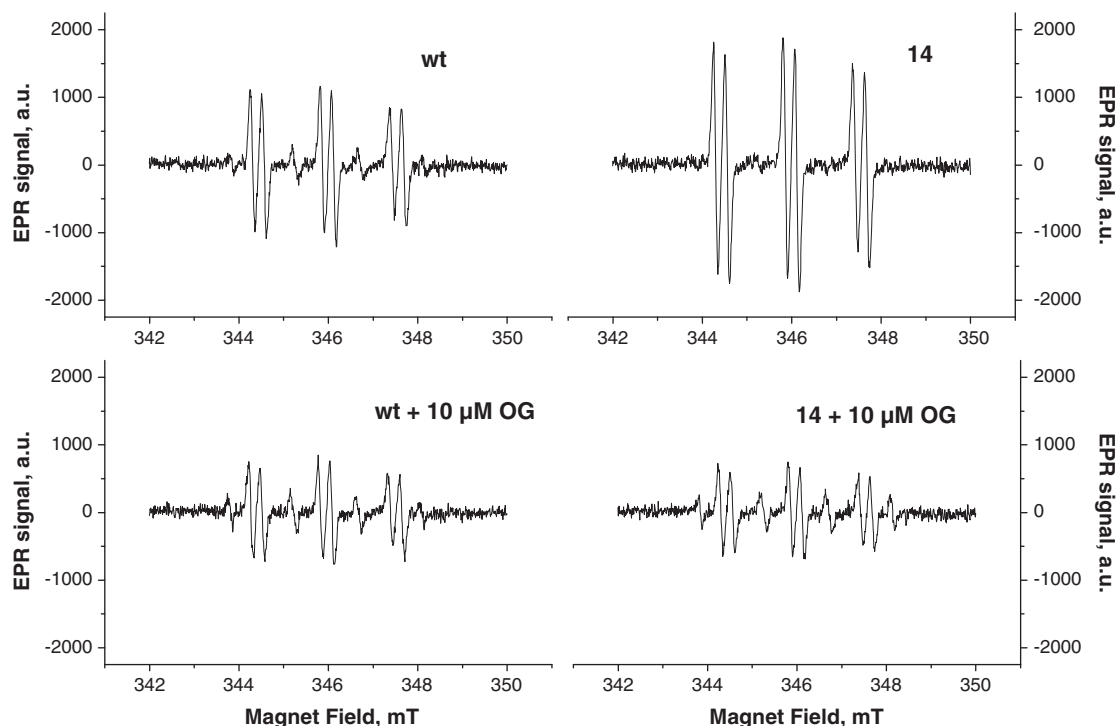 wt
14
2000
1000
0
-1000
-2000
EPR signal, a.u.
342 344 346 348 350
342 344 346 348 350
2000
1000
0
-1000
-2000
EPR signal, a.u.
wt + 10 µM OG
14 + 10 µM OG
2000
1000
0
-1000
-2000
EPR signal, a.u.
342 344 346 348 350
Magnet Field, mT
342 344 346 348 350
Magnet Field, mT
2000
1000
0
-1000
-2000
EPR signal, a.u.